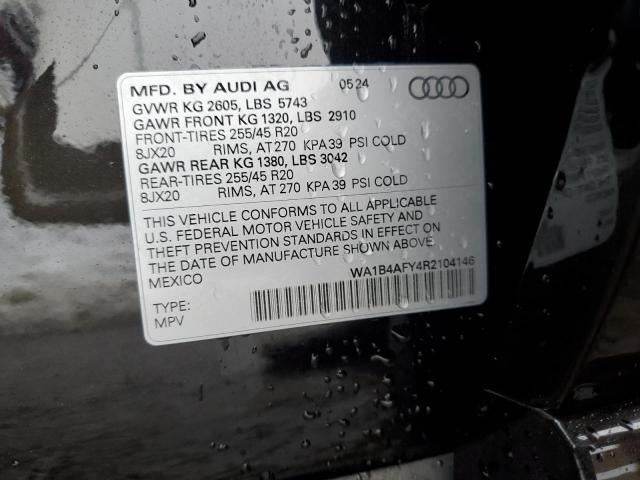 MFD. BY AUDI AG 0524
GVWR KG 2605, LBS 5743
GAWR FRONT KG 1320, LBS 2910
FRONT-TIRES 255/45 R20
8JX20 RIMS, AT 270 KPA 39 PSI COLD
GAWR REAR KG 1380, LBS 3042
REAR-TIRES 255/45 R20
8JX20 RIMS, AT 270 KPA 39 PSI COLD
THIS VEHICLE CONFORMS TO ALL APPLICABLE
U.S. FEDERAL MOTOR VEHICLE SAFETY AND
THEFT PREVENTION STANDARDS IN EFFECT ON
THE DATE OF MANUFACTURE SHOWN ABOVE.
MEXICO WA1B4AFY4R2104146
TYPE:
MPV